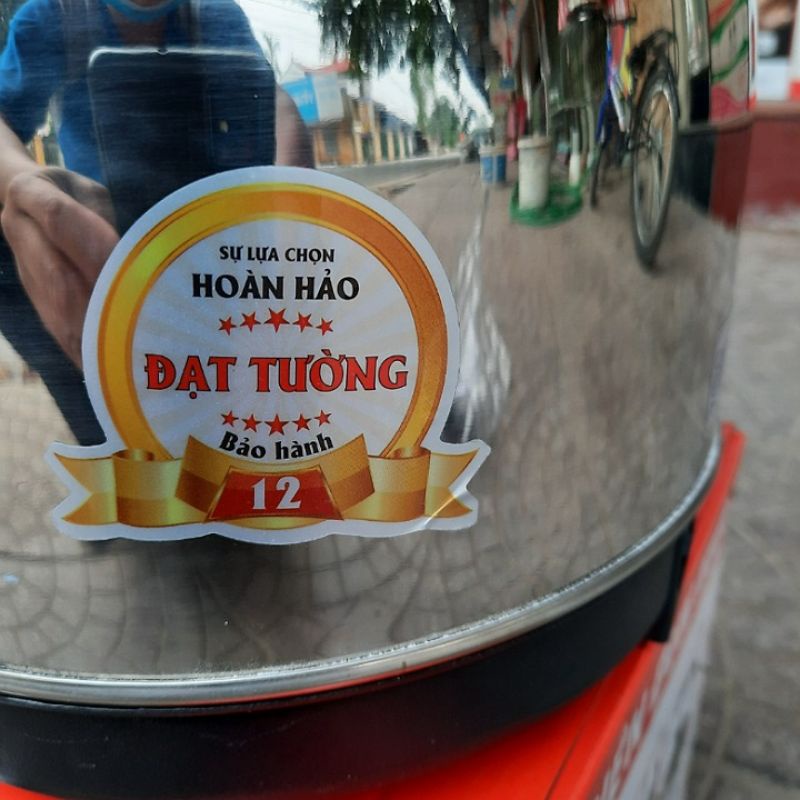 SỰ LỰA CHỌN
HOÀN HẢO
ĐẠT TƯỜNG
Bảo hành
12